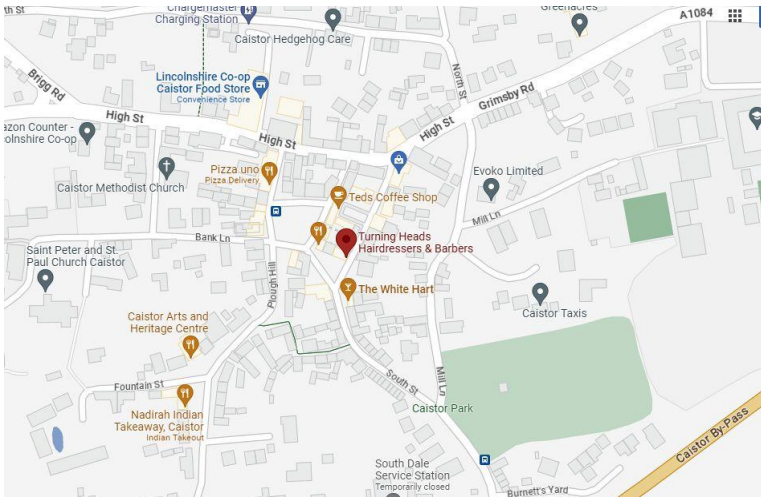 th St
Chargemaster
Charging Station
Greenacres
A1084
Caistor Hedgehog Care
Brigg Rd
Lincolnshire Co-op
Caistor Food Store
Convenience Store
North St
Grimsby Rd
High St
High St
High St
azon Counter -
olnshire Co-op
Pizza uno
Pizza Delivery
Evoko Limited
Caistor Methodist Church
Teds Coffee Shop
Mill Ln
Bank Ln
Turning Heads
Hairdressers & Barbers
Saint Peter and St.
Paul Church Caistor
Plough Hill
The White Hart
Caistor Taxis
Caistor Arts and
Heritage Centre
Fountain St
South St
Mill Ln
Caistor Park
Nadirah Indian
Takeaway, Caistor
Indian Takeout
Caistor By-Pass
South Dale
Service Station
Temporarily closed
Burnett's Yard